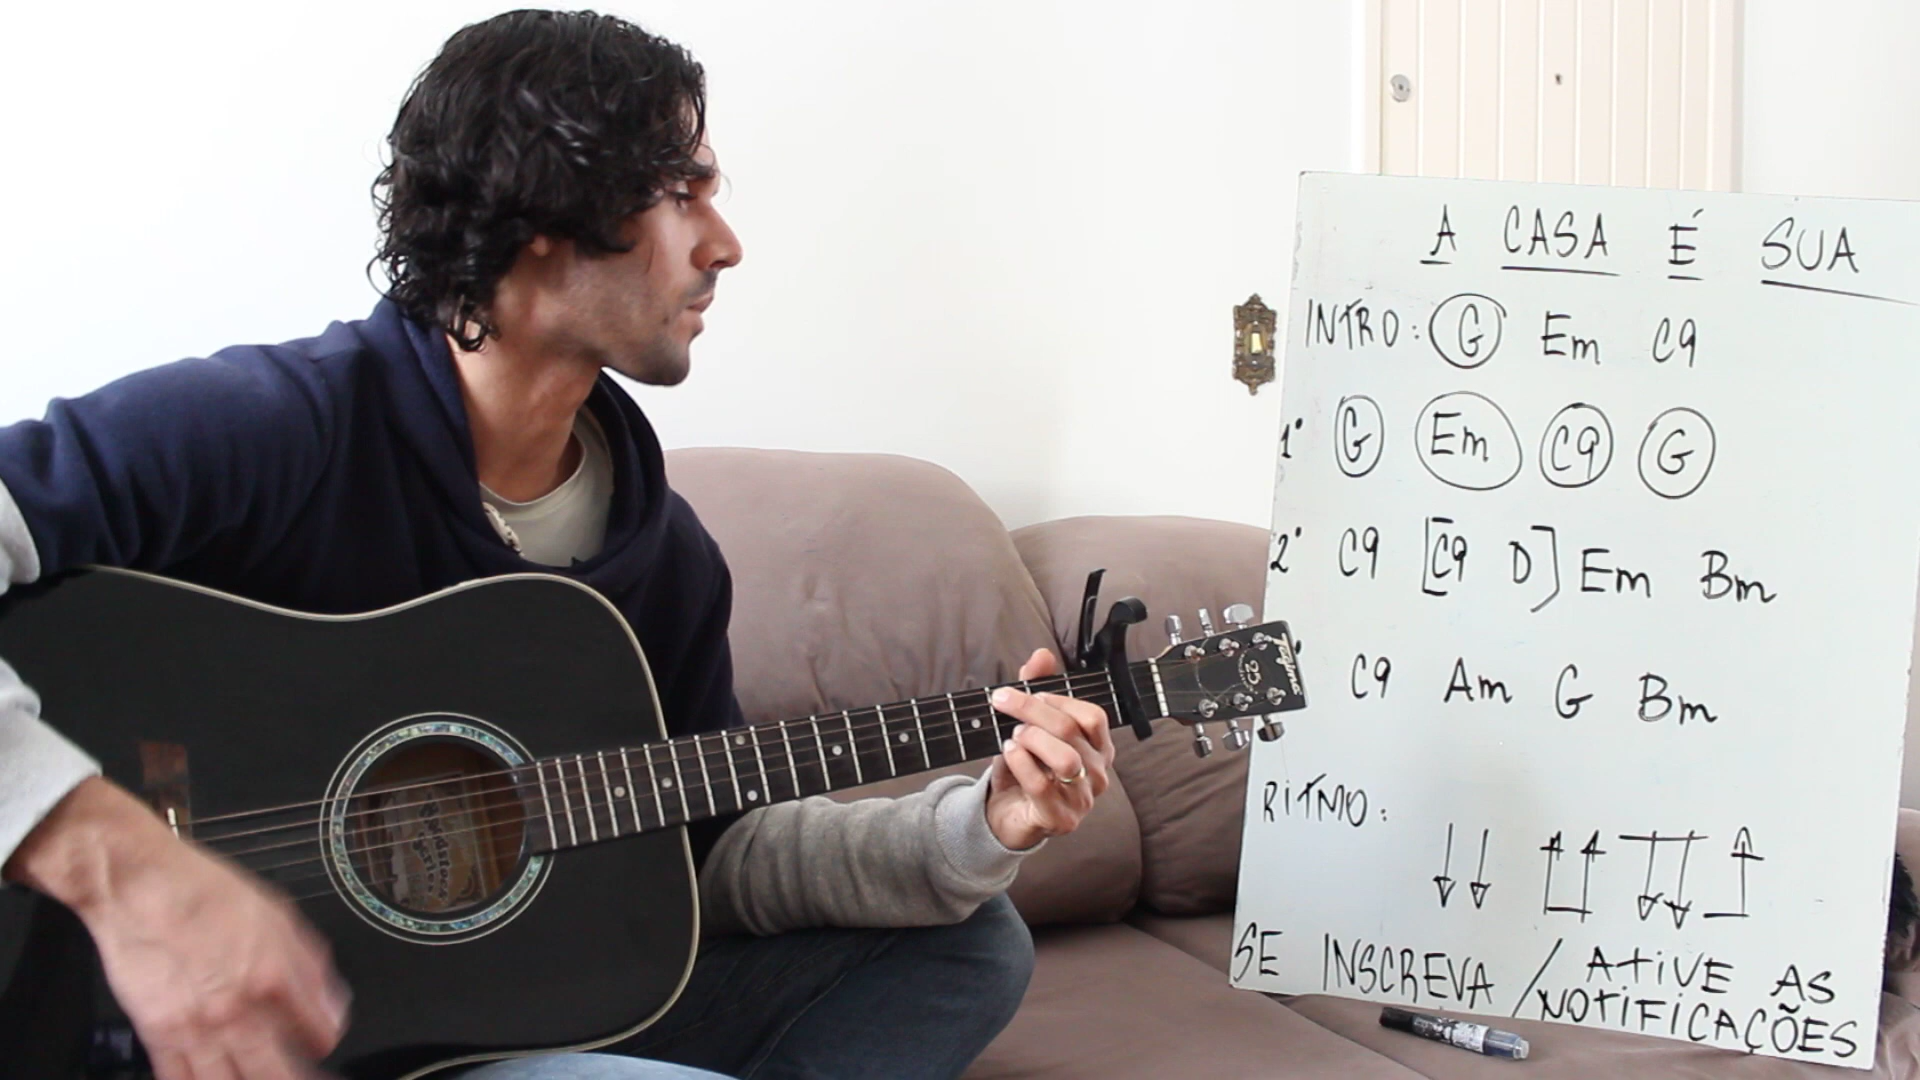 A CASA É SUA
INTRO: G Em C9
1° G Em C9 G
2° C9 [C9 D] Em Bm
C9 Am G Bm
RITMO:
SE INSCREVA / ATIVE AS
NOTIFICAÇÕES
Tagima